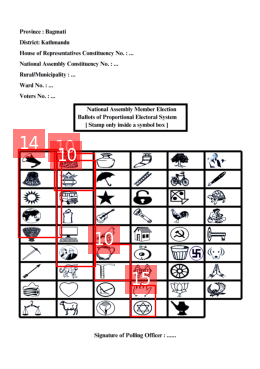 Province : Bagmati
District: Kathmandu
House of Representatives Constituency No. : ...
National Assembly Constituency No. : ...
Rural/Municipality : ...
Ward No. : ...
Voters No. : ...
National Assembly Member Election
Ballots of Proportional Electoral System
[ Stamp only inside a symbol box ]
14
10
10
10
15
Signature of Polling Officer : ......